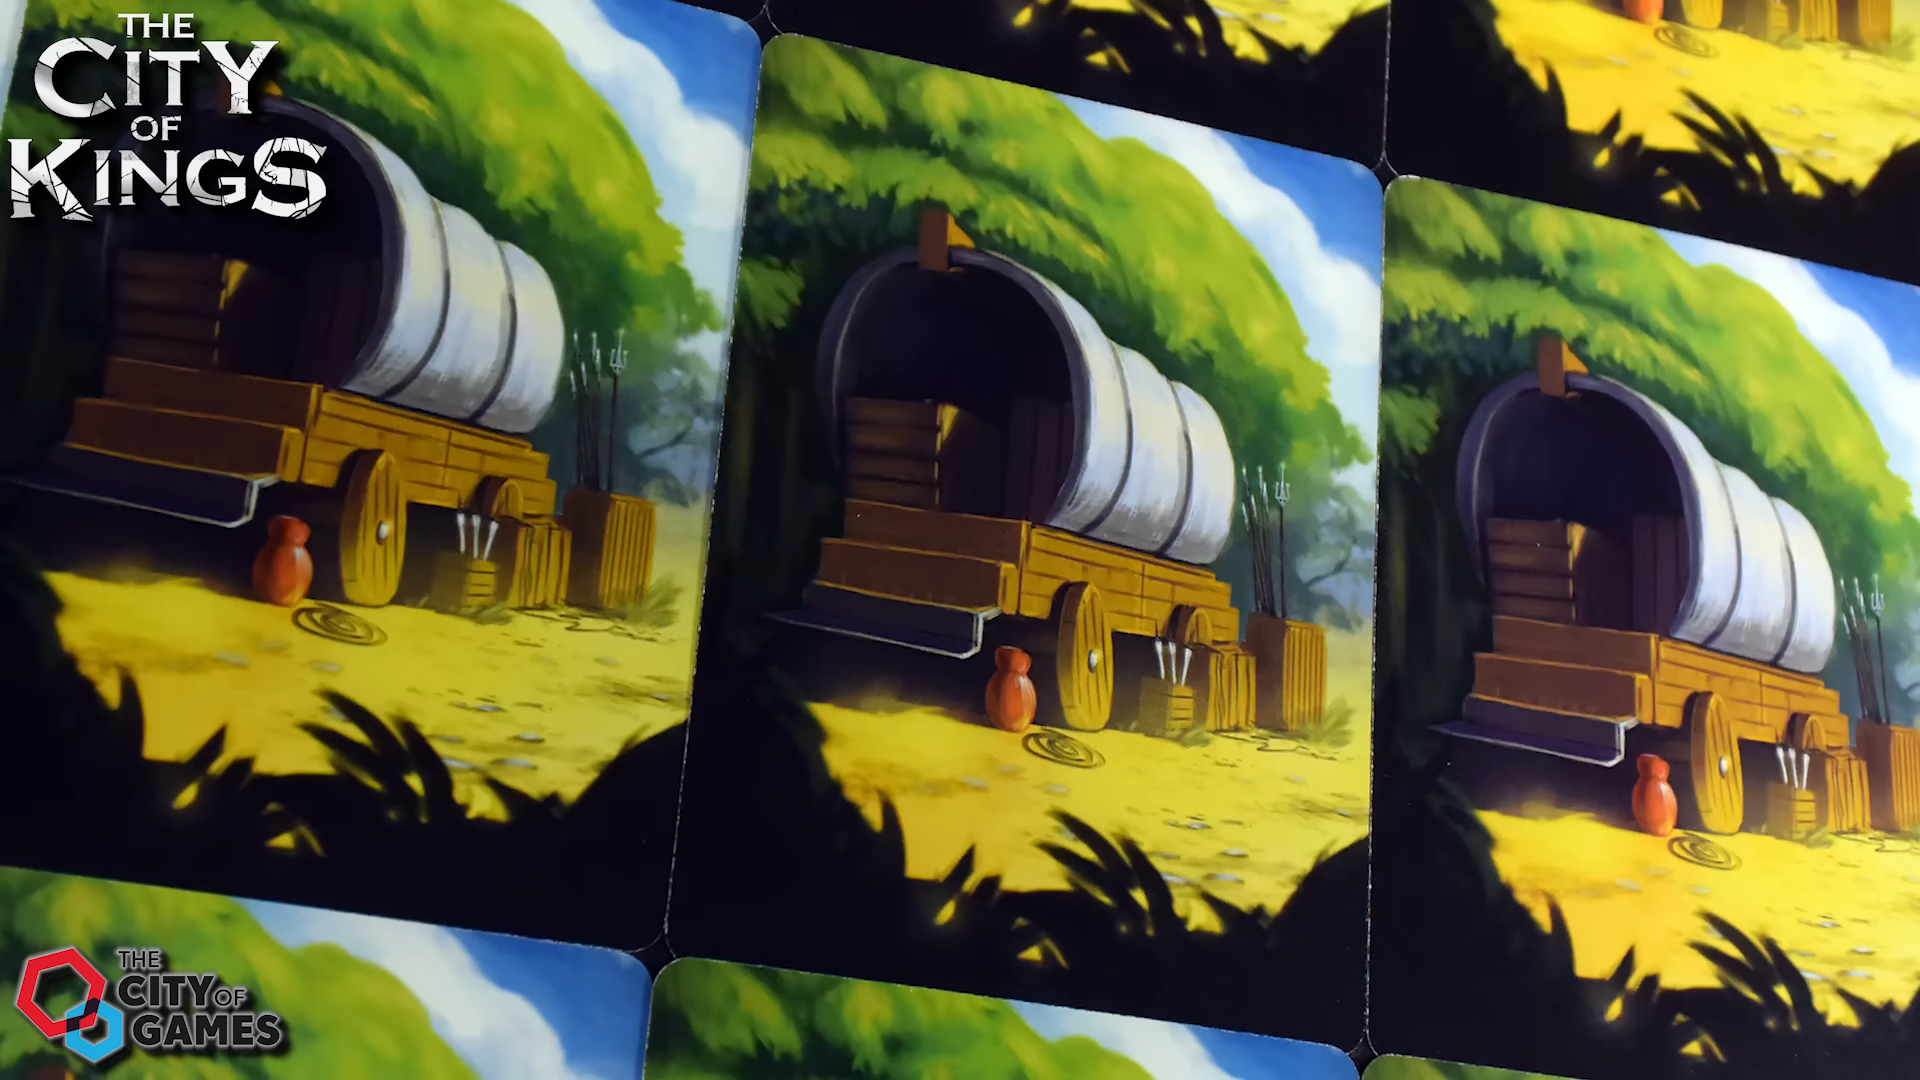 THE
CITY
OF
KINGS
THE
CITY OF
GAMES